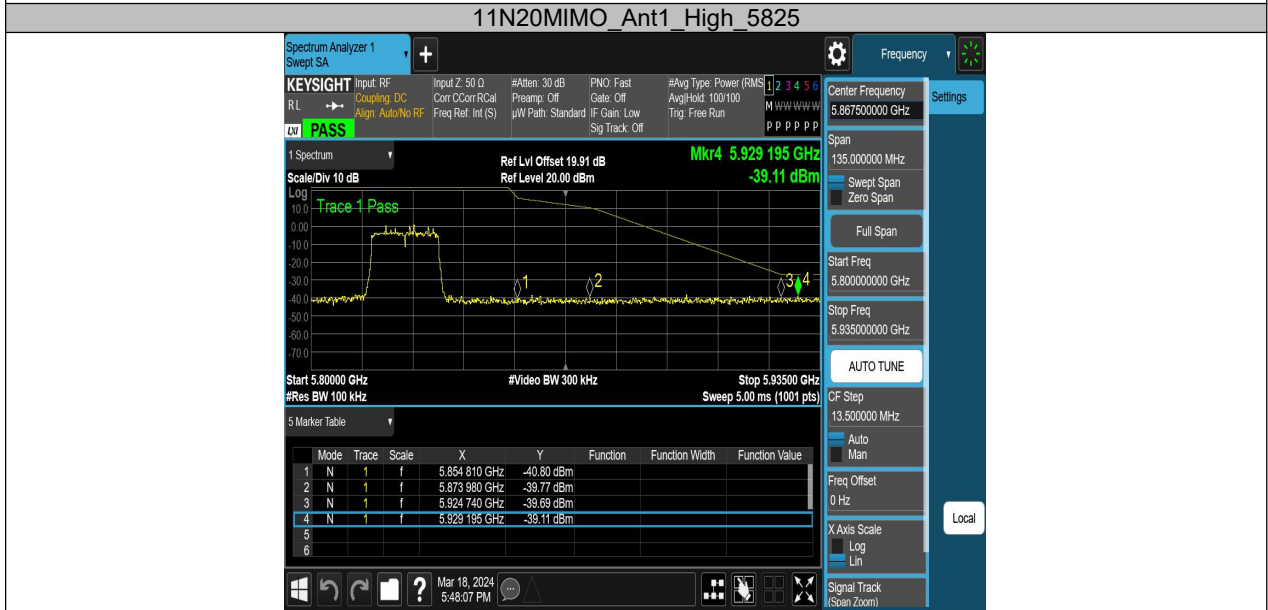 11N20MIMO_Ant1_High_5825
Spectrum Analyzer 1
Swept SA
+
Frequency
KEYSIGHT
RL
LXI PASS
Input: RF
Coupling: DC
Align: Auto/No RF
Input Z: 50 Ω
Corr CCorr RCal
Freq Ref: Int (S)
#Atten: 30 dB
Preamp: Off
µW Path: Standard
PNO: Fast
Gate: Off
IF Gain: Low
Sig Track: Off
#Avg Type: Power (RMS
Avg|Hold: 100/100
Trig: Free Run
1 2 3 4 5 6
M W W W W W
P P P P P P
1 Spectrum
Scale/Div 10 dB
Ref Lvl Offset 19.91 dB
Ref Level 20.00 dBm
Mkr4 5.929 195 GHz
-39.11 dBm
Log
Trace 1 Pass
10.0
0.00
-10.0
-20.0
-30.0
-40.0
-50.0
-60.0
-70.0
1
2
3
4
Start 5.80000 GHz
#Video BW 300 kHz
Stop 5.93500 GHz
#Res BW 100 kHz
Sweep 5.00 ms (1001 pts)
5 Marker Table
Mode Trace Scale X Y Function Function Width Function Value
1 N 1 f 5.854 810 GHz -40.80 dBm
2 N 1 f 5.873 980 GHz -39.77 dBm
3 N 1 f 5.924 740 GHz -39.69 dBm
4 N 1 f 5.929 195 GHz -39.11 dBm
5
6
?
Mar 18, 2024
5:48:07 PM
Center Frequency
5.867500000 GHz
Settings
Span
135.000000 MHz
Swept Span
Zero Span
Full Span
Start Freq
5.800000000 GHz
Stop Freq
5.935000000 GHz
AUTO TUNE
CF Step
13.500000 MHz
Auto
Man
Freq Offset
0 Hz
Local
X Axis Scale
Log
Lin
Signal Track
(Span Zoom)